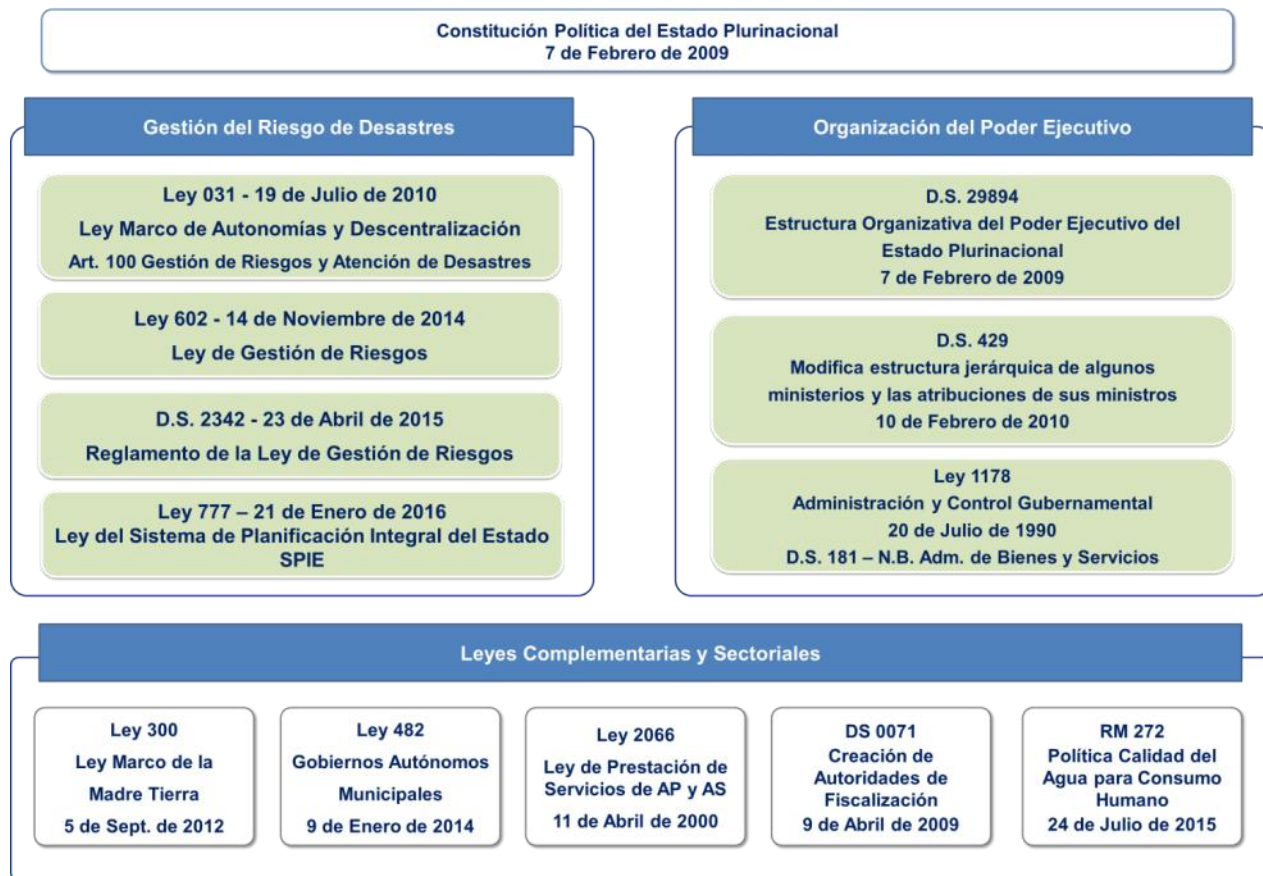 Constitución Política del Estado Plurinacional
7 de Febrero de 2009
Gestión del Riesgo de Desastres
Ley 031 - 19 de Julio de 2010
Ley Marco de Autonomías y Descentralización
Art. 100 Gestión de Riesgos y Atención de Desastres
Ley 602 - 14 de Noviembre de 2014
Ley de Gestión de Riesgos
D.S. 2342 - 23 de Abril de 2015
Reglamento de la Ley de Gestión de Riesgos
Ley 777 – 21 de Enero de 2016
Ley del Sistema de Planificación Integral del Estado
SPIE
Organización del Poder Ejecutivo
D.S. 29894
Estructura Organizativa del Poder Ejecutivo del
Estado Plurinacional
7 de Febrero de 2009
D.S. 429
Modifica estructura jerárquica de algunos
ministerios y las atribuciones de sus ministros
10 de Febrero de 2010
Ley 1178
Administración y Control Gubernamental
20 de Julio de 1990
D.S. 181 – N.B. Adm. de Bienes y Servicios
Leyes Complementarias y Sectoriales
Ley 300
Ley Marco de la
Madre Tierra
5 de Sept. de 2012
Ley 482
Gobiernos Autónomos
Municipales
9 de Enero de 2014
Ley 2066
Ley de Prestación de
Servicios de AP y AS
11 de Abril de 2000
DS 0071
Creación de
Autoridades de
Fiscalización
9 de Abril de 2009
RM 272
Política Calidad del
Agua para Consumo
Humano
24 de Julio de 2015